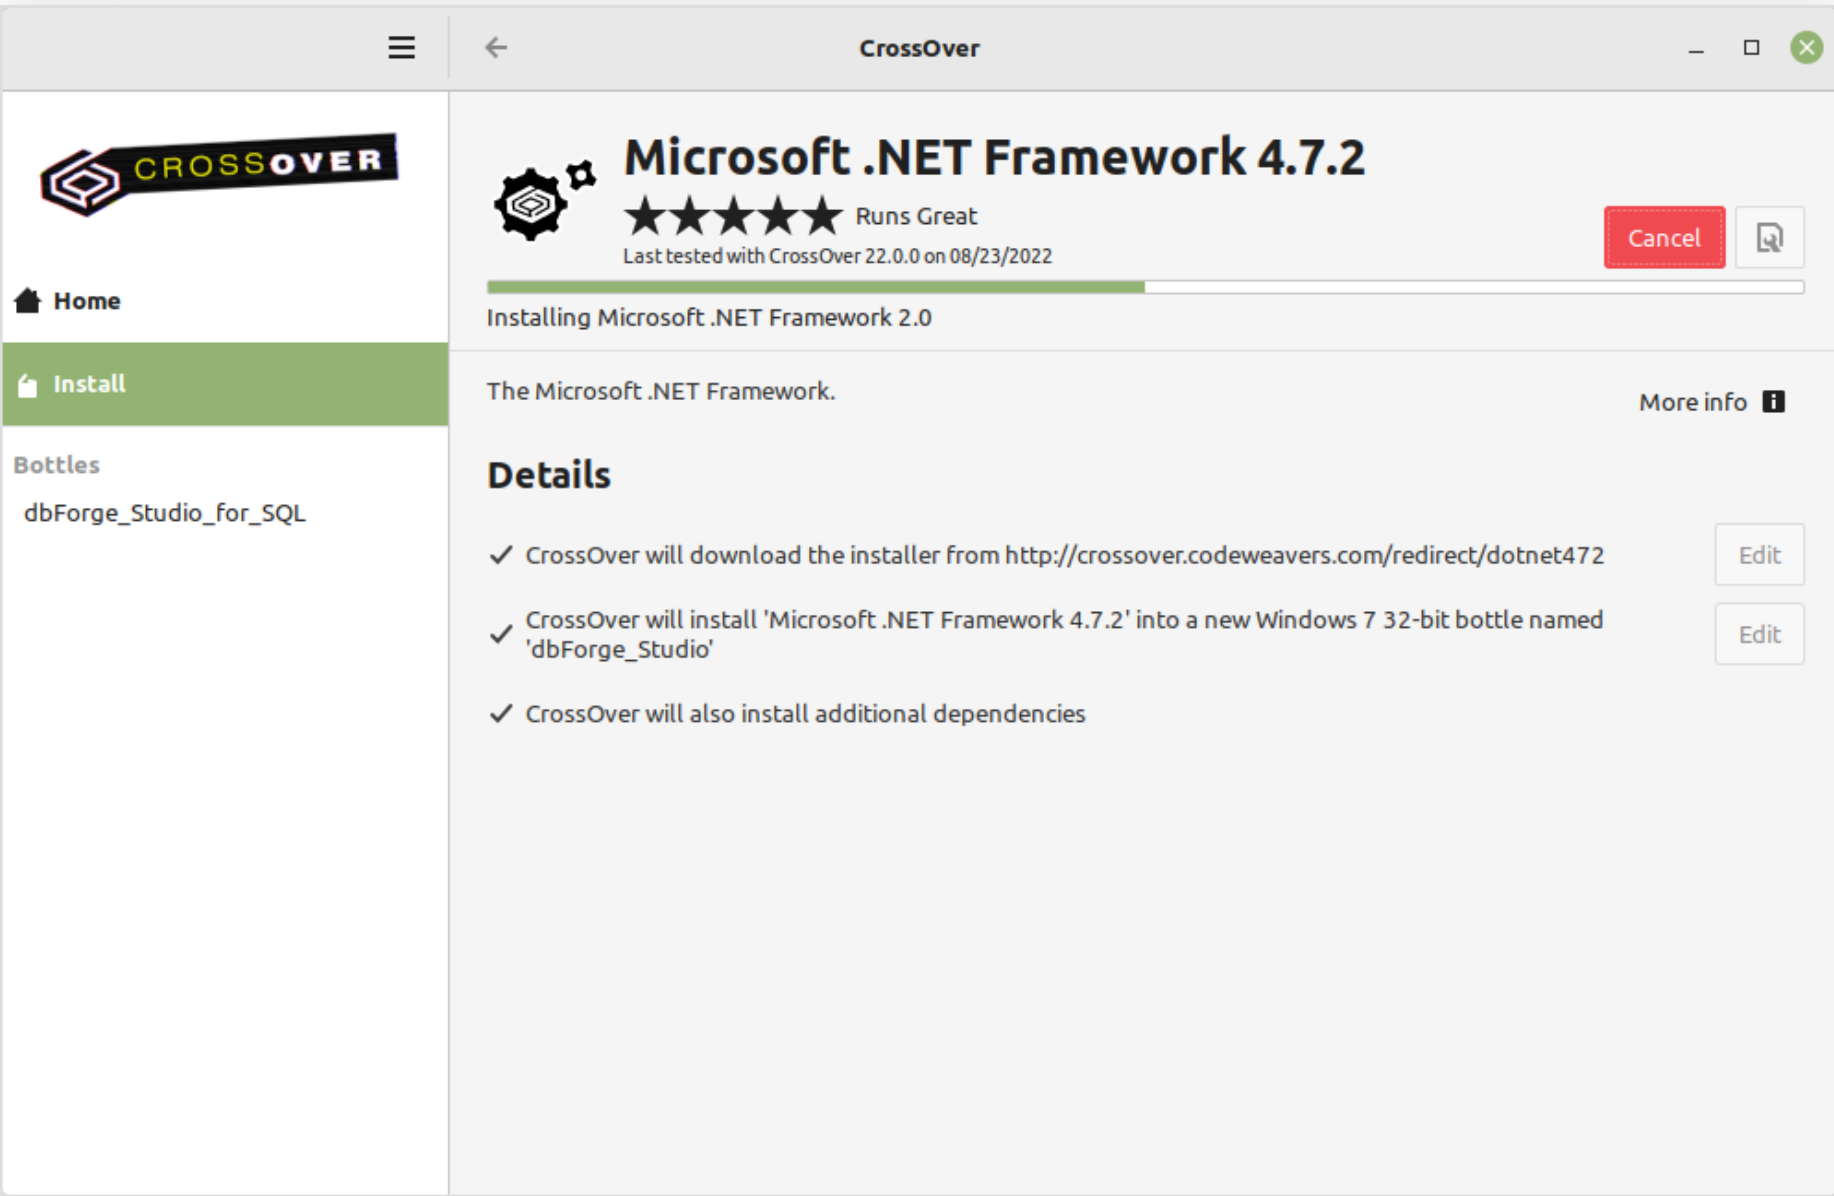 CrossOver
CROSSOVER
Home
Install
Bottles
dbForge_Studio_for_SQL
Microsoft .NET Framework 4.7.2
Runs Great
Last tested with CrossOver 22.0.0 on 08/23/2022
Cancel
Installing Microsoft .NET Framework 2.0
The Microsoft .NET Framework.
More info
Details
CrossOver will download the installer from http://crossover.codeweavers.com/redirect/dotnet472
Edit
CrossOver will install 'Microsoft .NET Framework 4.7.2' into a new Windows 7 32-bit bottle named
'dbForge_Studio'
Edit
CrossOver will also install additional dependencies